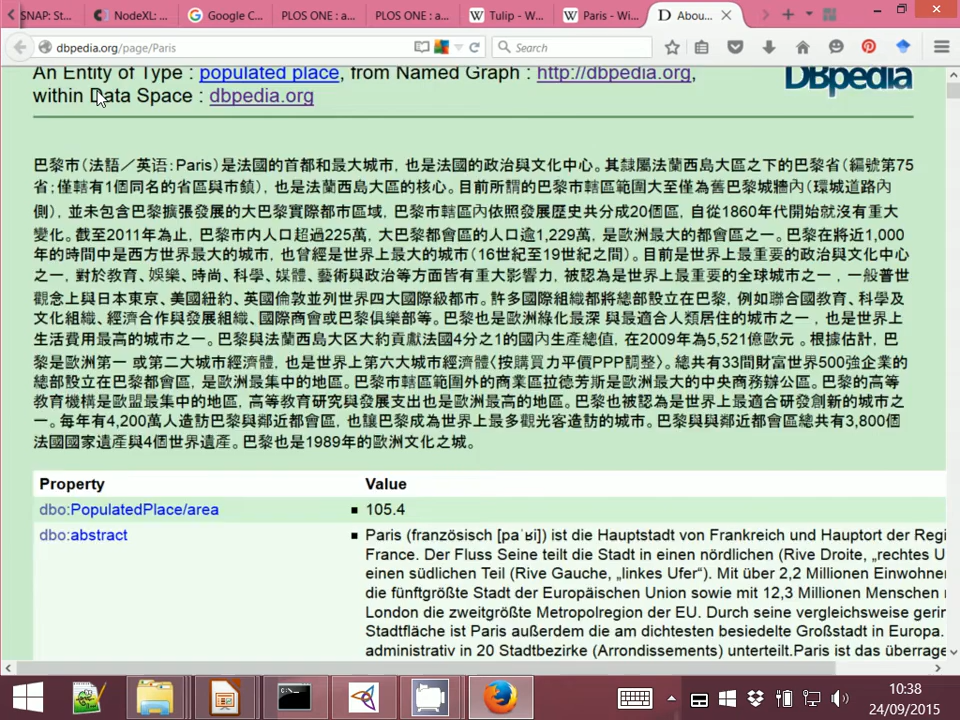 SNAP: St...
NodeXL: ...
Google C...
PLOS ONE : a...
PLOS ONE : a...
Tulip - W...
Paris - Wi...
Abou...
dbpedia.org/page/Paris
Search
An Entity of Type : populated place, from Named Graph : http://dbpedia.org,
within Data Space : dbpedia.org
DBpedia
巴黎市(法語／英语:Paris)是法國的首都和最大城市，也是法國的政治與文化中心。其隸屬法蘭西島大區之下的巴黎省(編號第75
省;僅轄有1個同名的省區與市鎮)，也是法蘭西島大區的核心。目前所謂的巴黎市轄區範圍大至僅為舊巴黎城牆內(環城道路內
側)，並未包含巴黎擴張發展的大巴黎實際都市區域，巴黎市轄區內依照發展歷史共分成20個區，自從1860年代開始就沒有重大
變化。截至2011年為止，巴黎市内人口超過225萬，大巴黎都會區的人口逾1,229萬，是歐洲最大的都會區之一。巴黎在將近1,000
年的時間中是西方世界最大的城市，也曾經是世界上最大的城市(16世紀至19世紀之間)。目前是世界上最重要的政治與文化中心
之一，對於教育、娛樂、時尚、科學、媒體、藝術與政治等方面皆有重大影響力，被認為是世界上最重要的全球城市之一，一般普世
觀念上與日本東京、美國紐約、英國倫敦並列世界四大國際級都市。許多國際組織都將總部設立在巴黎，例如聯合國教育、科學及
文化組織、經濟合作與發展組織、國際商會或巴黎俱樂部等。巴黎也是歐洲綠化最深 與最適合人類居住的城市之一，也是世界上
生活費用最高的城市之一。巴黎與法蘭西島大区大約貢獻法國4分之1的國內生產總值，在2009年為5,521億歐元 。根據估計，巴
黎是歐洲第一 或第二大城市經濟體，也是世界上第六大城市經濟體〈按購買力平價PPP調整〉。總共有33間財富世界500強企業的
總部設立在巴黎都會區，是歐洲最集中的地區。巴黎市轄區範圍外的商業區拉德芳斯是歐洲最大的中央商務辦公區。巴黎的高等
教育機構是歐盟最集中的地區，高等教育研究與發展支出也是歐洲最高的地區。巴黎也被認為是世界上最適合研發創新的城市之
一。每年有4,200萬人造訪巴黎與鄰近都會區，也讓巴黎成為世界上最多觀光客造訪的城市。巴黎與與鄰近都會區總共有3,800個
法國國家遺產與4個世界遺產。巴黎也是1989年的歐洲文化之城。
Property Value
dbo:PopulatedPlace/area 105.4
dbo:abstract Paris (französisch [paˈʁi]) ist die Hauptstadt von Frankreich und Hauptort der Regi
France. Der Fluss Seine teilt die Stadt in einen nördlichen (Rive Droite, „rechtes U
einen südlichen Teil (Rive Gauche, „linkes Ufer“). Mit über 2,2 Millionen Einwohner
die fünftgrößte Stadt der Europäischen Union sowie mit 12,3 Millionen Menschen
London die zweitgrößte Metropolregion der EU. Durch seine vergleichsweise gerin
Stadtfläche ist Paris außerdem die am dichtesten besiedelte Großstadt in Europa.
administrativ in 20 Stadtbezirke (Arrondissements) unterteilt.Paris ist das überrage
10:38
24/09/2015